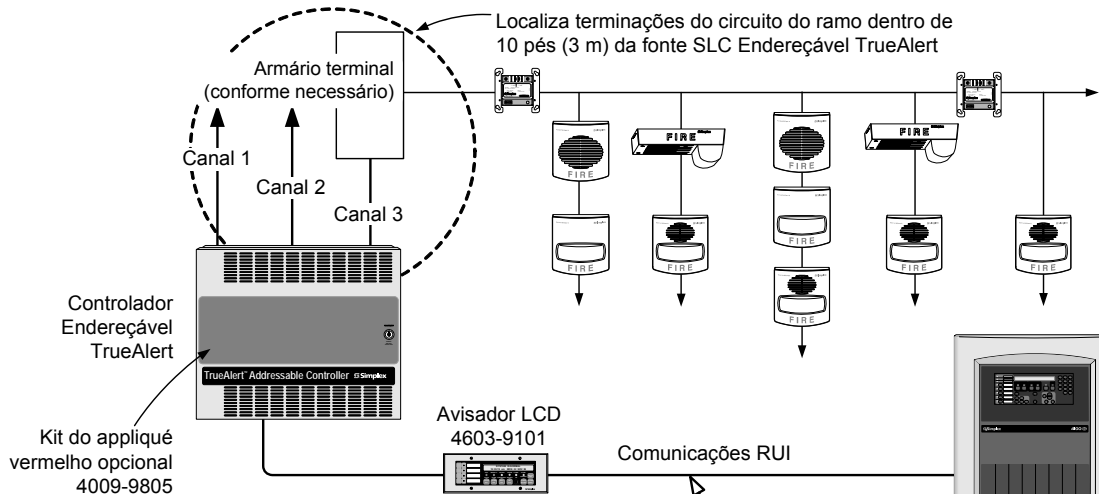 Localiza terminações do circuito do ramo dentro de
10 pés (3 m) da fonte SLC Endereçável TrueAlert
Armário terminal
(conforme necessário)
Canal 1
Canal 2
Canal 3
FIRE
FIRE
FIRE
FIRE
FIRE
FIRE
FIRE
FIRE
FIRE
FIRE
Controlador
Endereçável
TrueAlert
TrueAlert™ Addressable Controller Simplex
Kit do appliqué
vermelho opcional
4009-9805
Avisador LCD
4603-9101
Comunicações RUI
Simplex
4100